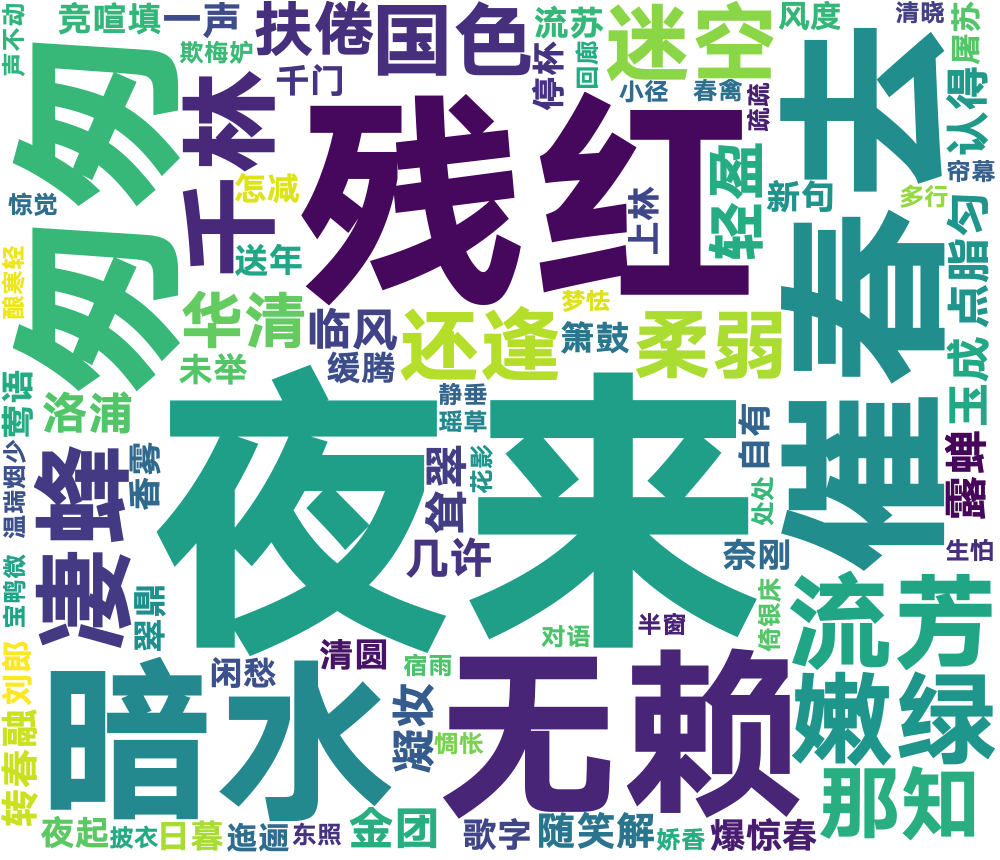 声不动
竞喧填
一声
欺梅妒
扶倦
国色
流苏
停杯
回廊
迷空
风度
清晓
屠苏
匆匆
千林
千门
残红
小径
春禽
疏疏
去
认得
惊觉
怎减
轻盈
新句
帘幕
多行
上林
送年
春催
点脂匀
酿寒轻
华清
临风
梦怯
还逢
箫鼓
柔弱
未举
缓腾
玉成
莺语
洛浦
夜来
静垂
瑶草
自有
温瑞烟少
凄蜂
香雾
耸翠
花影
处处
露蝉
几许
奈刚
生怕
宝鸭微
翠鼎
倚银床
流芳
刘郎
闲愁
清圆
宿雨
对语
半窗
转春融
暗水
凝妆
惆怅
无赖
嫩绿
那知
夜起
披衣
日暮
迤逦
东照
金团
歌字
随笑解
娇香
爆惊春